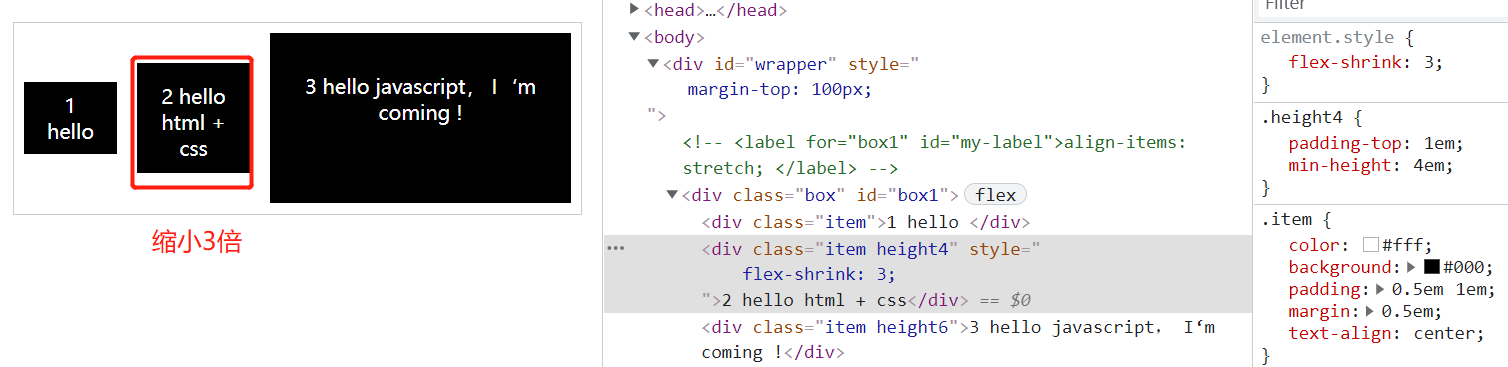 1
hello
2 hello
html +
css
3 hello javascript， I‘m
coming !
缩小3倍
<head>…</head>
<body>
<div id="wrapper" style="
margin-top: 100px;
">
<!-- <label for="box1" id="my-label">align-items:
stretch; </label> -->
<div class="box" id="box1"> flex
<div class="item">1 hello </div>
… <div class="item height4" style="
flex-shrink: 3;
">2 hello html + css</div> == $0
<div class="item height6">3 hello javascript， I‘m
coming !</div>
Filter
element.style {
flex-shrink: 3;
}
.height4 {
padding-top: 1em;
min-height: 4em;
}
.item {
color: #fff;
background: #000;
padding: 0.5em 1em;
margin: 0.5em;
text-align: center;
}